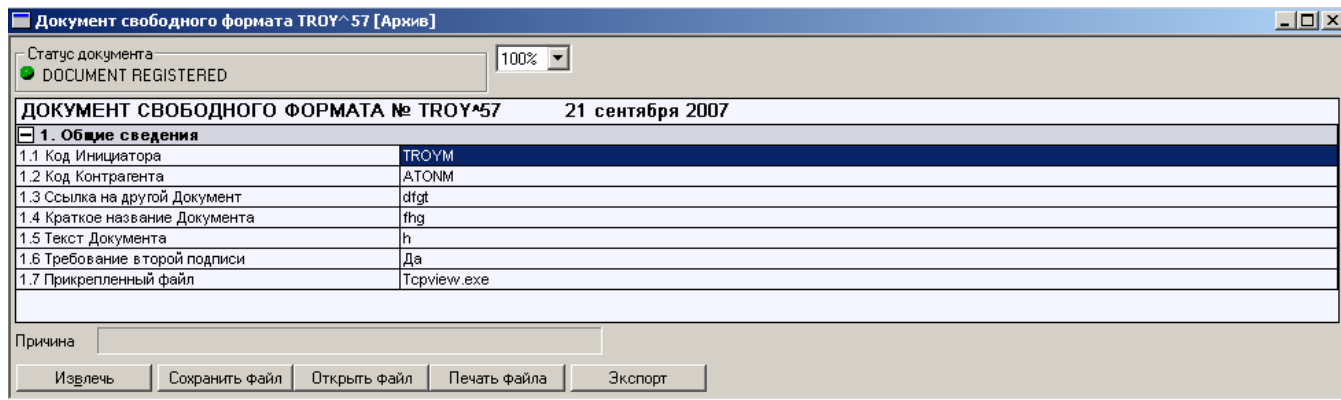 Документ свободного формата TROY^57 [Архив]
Статус документа
DOCUMENT REGISTERED
100%
ДОКУМЕНТ СВОБОДНОГО ФОРМАТА № TROY^57 21 сентября 2007
1. Общие сведения
1.1 Код Инициатора TROYM
1.2 Код Контрагента ATONM
1.3 Ссылка на другой Документ dfgt
1.4 Краткое название Документа fhg
1.5 Текст Документа h
1.6 Требование второй подписи Да
1.7 Прикрепленный файл Tcpview.exe
Причина
Извлечь Сохранить файл Открыть файл Печать файла Экспорт